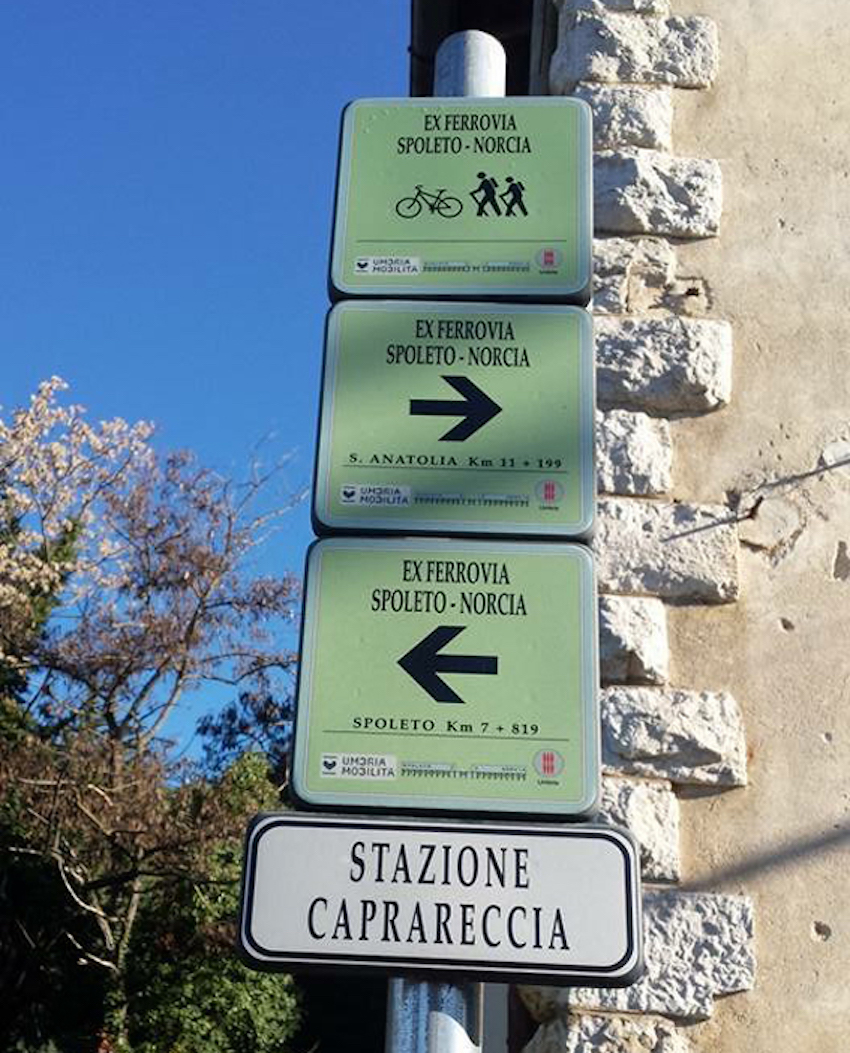 EX FERROVIA
SPOLETO - NORCIA
UMBRIA
MOBILITÀ
EX FERROVIA
SPOLETO - NORCIA
S. ANATOLIA Km 11 + 199
UMBRIA
MOBILITÀ
EX FERROVIA
SPOLETO - NORCIA
SPOLETO Km 7 + 819
UMBRIA
MOBILITÀ
STAZIONE
CAPRARECCIA